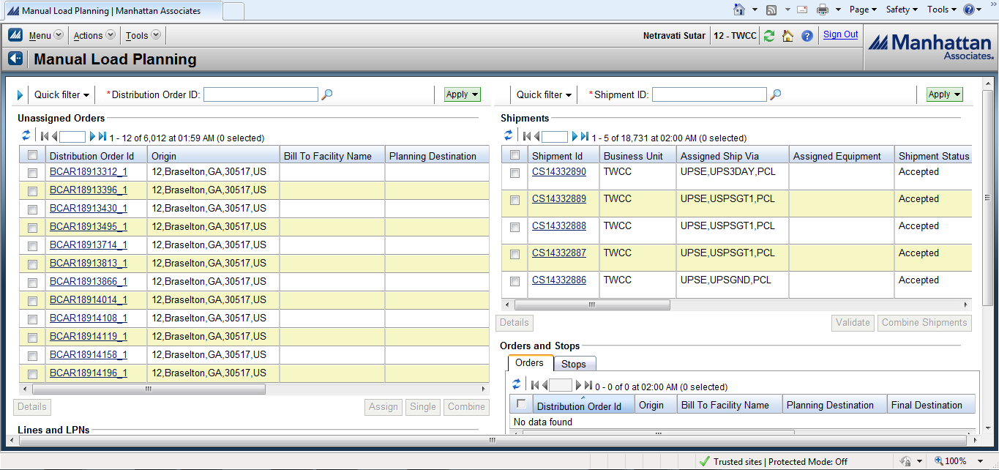 Manual Load Planning | Manhattan Associates
Page Safety Tools
Menu Actions Tools Netravati Sutar 12 - TWCC Sign Out
Manhattan Associates.
Manual Load Planning
Quick filter * Distribution Order ID: Apply
Unassigned Orders
1 - 12 of 6,012 at 01:59 AM (0 selected)
Distribution Order Id Origin Bill To Facility Name Planning Destination
BCAR18913312_1 12,Braselton,GA,30517,US
BCAR18913396_1 12,Braselton,GA,30517,US
BCAR18913430_1 12,Braselton,GA,30517,US
BCAR18913495_1 12,Braselton,GA,30517,US
BCAR18913714_1 12,Braselton,GA,30517,US
BCAR18913813_1 12,Braselton,GA,30517,US
BCAR18913866_1 12,Braselton,GA,30517,US
BCAR18914014_1 12,Braselton,GA,30517,US
BCAR18914108_1 12,Braselton,GA,30517,US
BCAR18914119_1 12,Braselton,GA,30517,US
BCAR18914158_1 12,Braselton,GA,30517,US
BCAR18914196_1 12,Braselton,GA,30517,US
Details Assign Single Combine
Lines and LPNs
Quick filter * Shipment ID: Apply
Shipments
1 - 5 of 18,731 at 02:00 AM (0 selected)
Shipment Id Business Unit Assigned Ship Via Assigned Equipment Shipment Status
CS14332890 TWCC UPSE,UPS3DAY,PCL Accepted
CS14332889 TWCC UPSE,USPSGT1,PCL Accepted
CS14332888 TWCC UPSE,USPSGT1,PCL Accepted
CS14332887 TWCC UPSE,USPSGT1,PCL Accepted
CS14332886 TWCC UPSE,UPSGND,PCL Accepted
Details Validate Combine Shipments
Orders and Stops
Orders Stops
0 - 0 of 0 at 02:00 AM (0 selected)
Distribution Order Id Origin Bill To Facility Name Planning Destination Final Destination
No data found
Trusted sites | Protected Mode: Off 100%